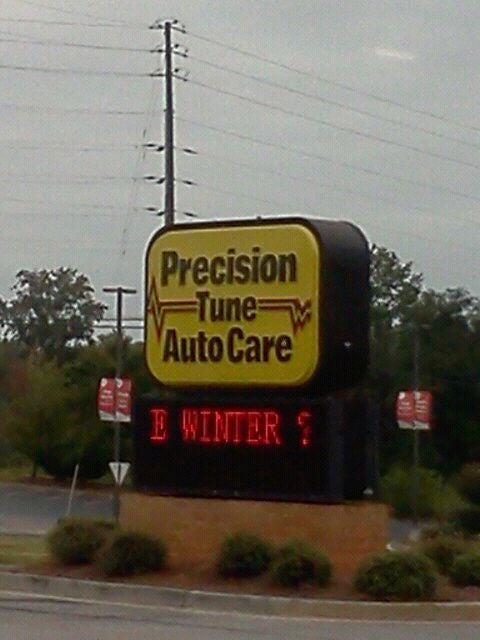 Precision
Tune
Auto Care
E WINTER